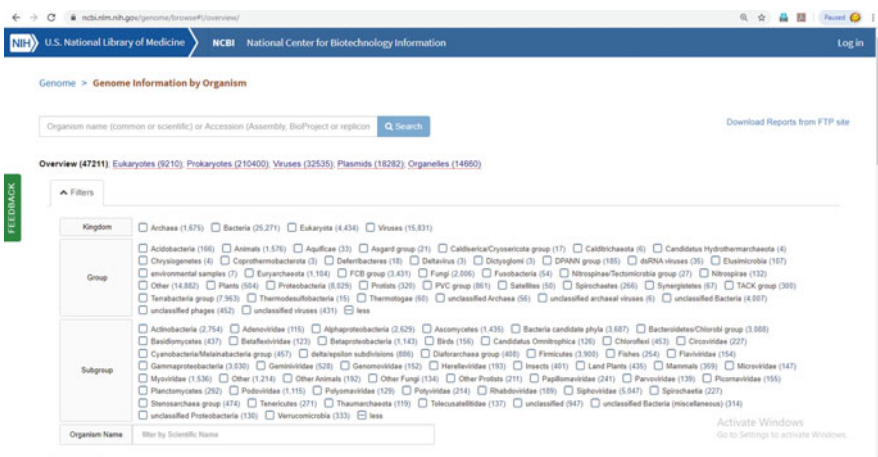 ncbi.nlm.nih.gov/genome/browse#!/overview/ Paused
NIH U.S. National Library of Medicine NCBI National Center for Biotechnology Information Log in
Genome > Genome Information by Organism
Organism name (common or scientific) or Accession (Assembly, BioProject or replicon Search Download Reports from FTP site
Overview (47211); Eukaryotes (9210); Prokaryotes (210400); Viruses (32535); Plasmids (18282); Organelles (14660)
FEEDBACK
Filters
Kingdom Archaea (1,675) Bacteria (25,271) Eukaryota (4,434) Viruses (15,831)
Group
Acidobacteria (166) Animals (1,576) Aquificae (33) Asgard group (21) Caldiserica/Cryosericota group (17) Calditrichaeota (6) Candidatus Hydrothermarchaeota (4)
Chrysiogenetes (4) Coprothermobacterota (3) Deferribacteres (18) Deltavirus (3) Dictyoglomi (3) DPANN group (185) dsRNA viruses (35) Elusimicrobia (107)
environmental samples (7) Euryarchaeota (1,104) FCB group (3,431) Fungi (2,006) Fusobacteria (54) Nitrospinae/Tectomicrobia group (27) Nitrospirae (132)
Other (14,882) Plants (504) Proteobacteria (8,029) Protists (320) PVC group (861) Satellites (50) Spirochaetes (266) Synergistetes (67) TACK group (300)
Terrabacteria group (7,963) Thermodesulfobacteria (15) Thermotogae (60) unclassified Archaea (56) unclassified archaeal viruses (6) unclassified Bacteria (4,007)
unclassified phages (452) unclassified viruses (431) less
Subgroup
Actinobacteria (2,754) Adenoviridae (115) Alphaproteobacteria (2,629) Ascomycetes (1,435) Bacteria candidate phyla (3,687) Bacteroidetes/Chlorobi group (3,088)
Basidiomycetes (437) Betaflexiviridae (123) Betaproteobacteria (1,143) Birds (156) Candidatus Omnitrophica (126) Chloroflexi (453) Circoviridae (227)
Cyanobacteria/Melainabacteria group (457) delta/epsilon subdivisions (886) Diaforarchaea group (408) Firmicutes (3,900) Fishes (254) Flaviviridae (154)
Gammaproteobacteria (3,030) Geminiviridae (528) Genomoviridae (152) Herelleviridae (193) Insects (401) Land Plants (435) Mammals (359) Microviridae (147)
Myoviridae (1,536) Other (1,214) Other Animals (192) Other Fungi (134) Other Protists (211) Papillomaviridae (241) Parvoviridae (139) Picornaviridae (155)
Planctomycetes (292) Podoviridae (1,115) Polyomaviridae (129) Potyviridae (214) Rhabdoviridae (189) Siphoviridae (5,047) Spirochaetia (227)
Stenosarchaea group (474) Tenericutes (271) Thaumarchaeota (119) Tolecusatellitidae (137) unclassified (947) unclassified Bacteria (miscellaneous) (314)
unclassified Proteobacteria (130) Verrucomicrobia (333) less
Organism Name filter by Scientific Name
Activate Windows
Go to Settings to activate Windows.